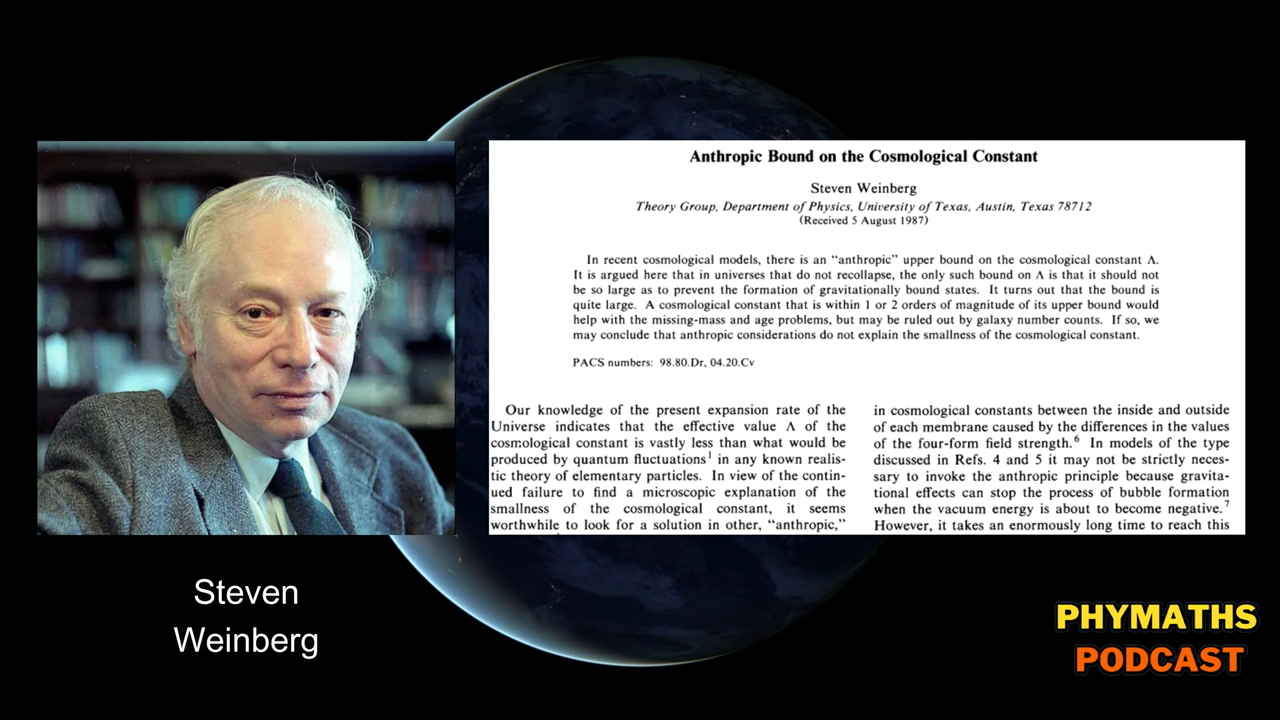 Anthropic Bound on the Cosmological Constant
Steven Weinberg
Theory Group, Department of Physics, University of Texas, Austin, Texas 78712
(Received 5 August 1987)
In recent cosmological models, there is an “anthropic” upper bound on the cosmological constant Λ.
It is argued here that in universes that do not recollapse, the only such bound on Λ is that it should not
be so large as to prevent the formation of gravitationally bound states. It turns out that the bound is
quite large. A cosmological constant that is within 1 or 2 orders of magnitude of its upper bound would
help with the missing-mass and age problems, but may be ruled out by galaxy number counts. If so, we
may conclude that anthropic considerations do not explain the smallness of the cosmological constant.
PACS numbers: 98.80.Dr, 04.20.Cv
Our knowledge of the present expansion rate of the
Universe indicates that the effective value Λ of the
cosmological constant is vastly less than what would be
produced by quantum fluctuations¹ in any known realis-
tic theory of elementary particles. In view of the contin-
ued failure to find a microscopic explanation of the
smallness of the cosmological constant, it seems
worthwhile to look for a solution in other, “anthropic,”
in cosmological constants between the inside and outside
of each membrane caused by the differences in the values
of the four-form field strength.⁶ In models of the type
discussed in Refs. 4 and 5 it may not be strictly neces-
sary to invoke the anthropic principle because gravita-
tional effects can stop the process of bubble formation
when the vacuum energy is about to become negative.⁷
However, it takes an enormously long time to reach this
Steven
Weinberg
PHYMATHS
PODCAST